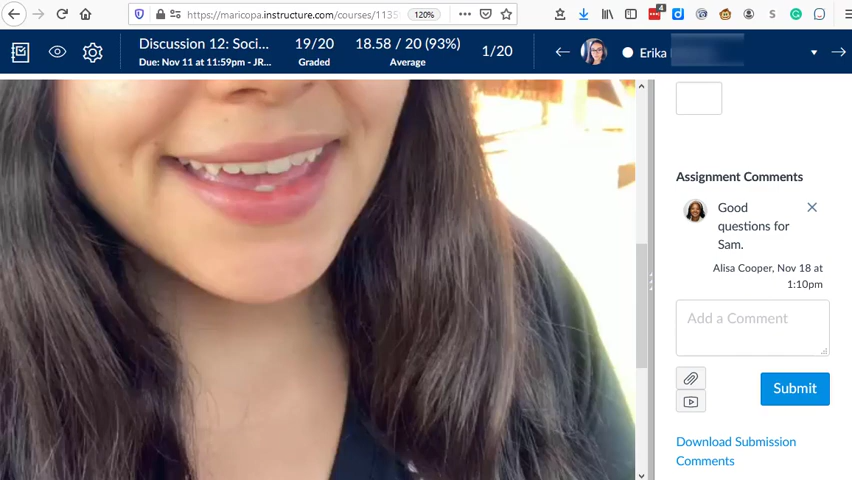 https://maricopa.instructure.com/courses/1135
120%
4
Discussion 12: Soci...
19/20
18.58 / 20 (93%)
1/20
Erika
Due: Nov 11 at 11:59pm - JR...
Graded
Average
Assignment Comments
Good
questions for
Sam.
Alisa Cooper, Nov 18 at
1:10pm
Add a Comment
Submit
Download Submission
Comments